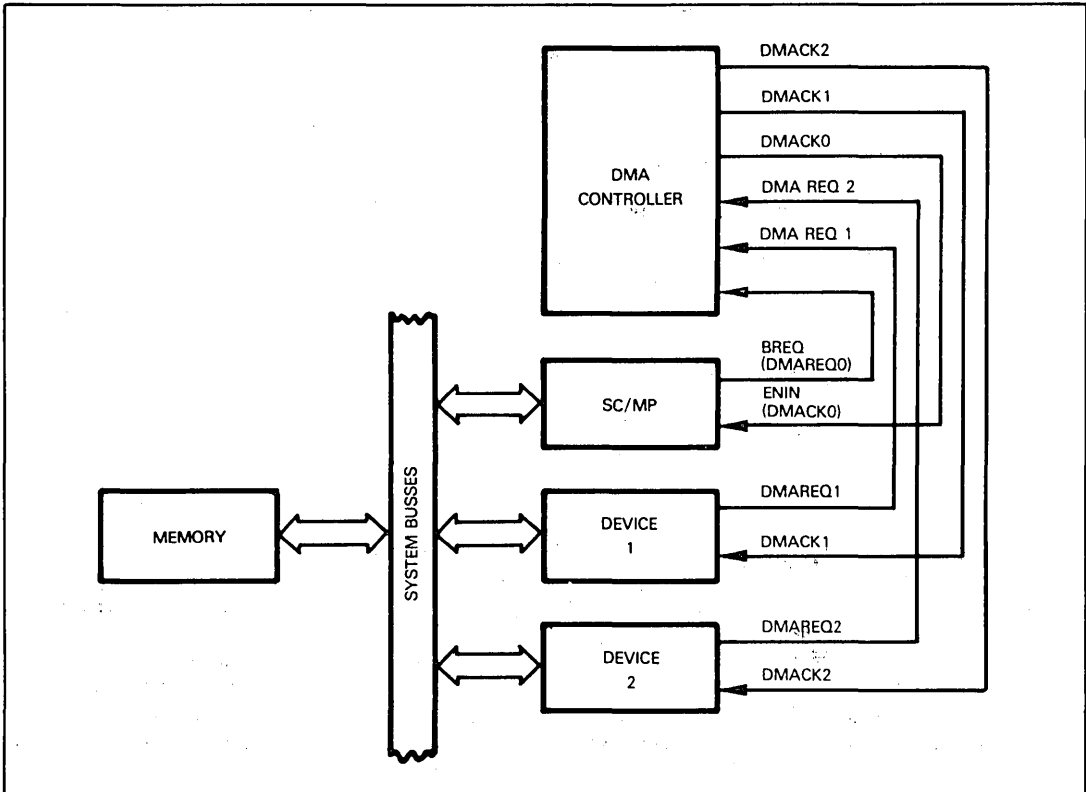 DMACK2
DMACK1
DMACK0
DMA REQ 2
DMA REQ 1
DMA
CONTROLLER
BREQ
(DMAREQ0)
ENIN
(DMACK0)
SC/MP
MEMORY
SYSTEM BUSSES
DEVICE
1
DMAREQ1
DMACK1
DEVICE
2
DMAREQ2
DMACK2